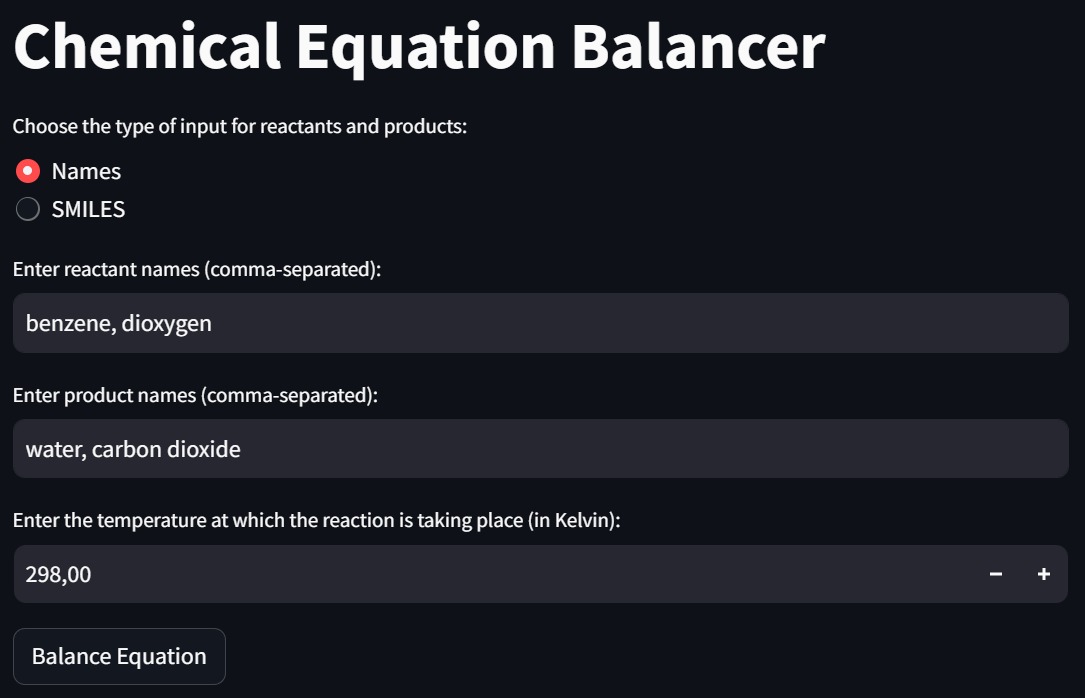 Chemical Equation Balancer
Choose the type of input for reactants and products:
Names
SMILES
Enter reactant names (comma-separated):
benzene, dioxygen
Enter product names (comma-separated):
water, carbon dioxide
Enter the temperature at which the reaction is taking place (in Kelvin):
298,00
Balance Equation